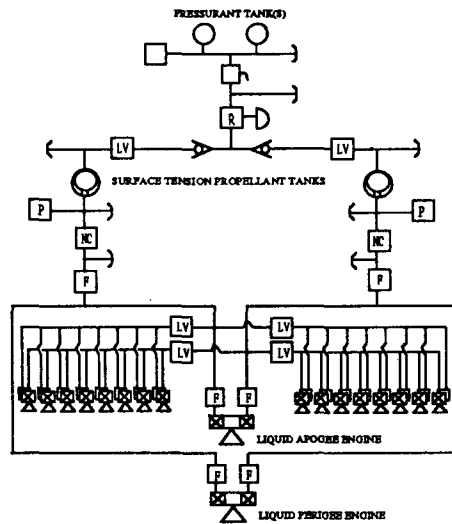 PRESSURANT TANK(S)
R
LV LV
SURFACE TENSION PROPELLANT TANKS
P P
NC NC
F F
LV LV
LV LV
F F
LIQUID APOGEE ENGINE
F F
LIQUID PERIGEE ENGINE